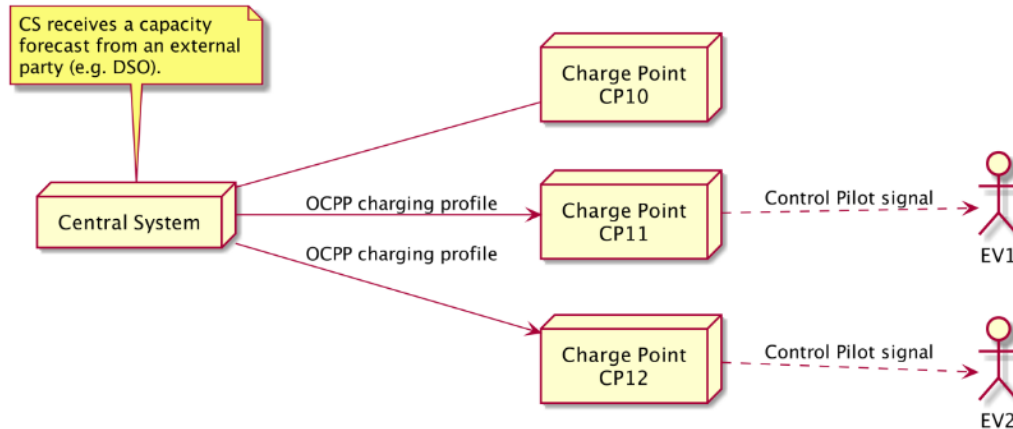 CS receives a capacity
forecast from an external
party (e.g. DSO).
Charge Point
CP10
Central System
OCPP charging profile
Charge Point
CP11
Control Pilot signal
EV1
OCPP charging profile
Charge Point
CP12
Control Pilot signal
EV2